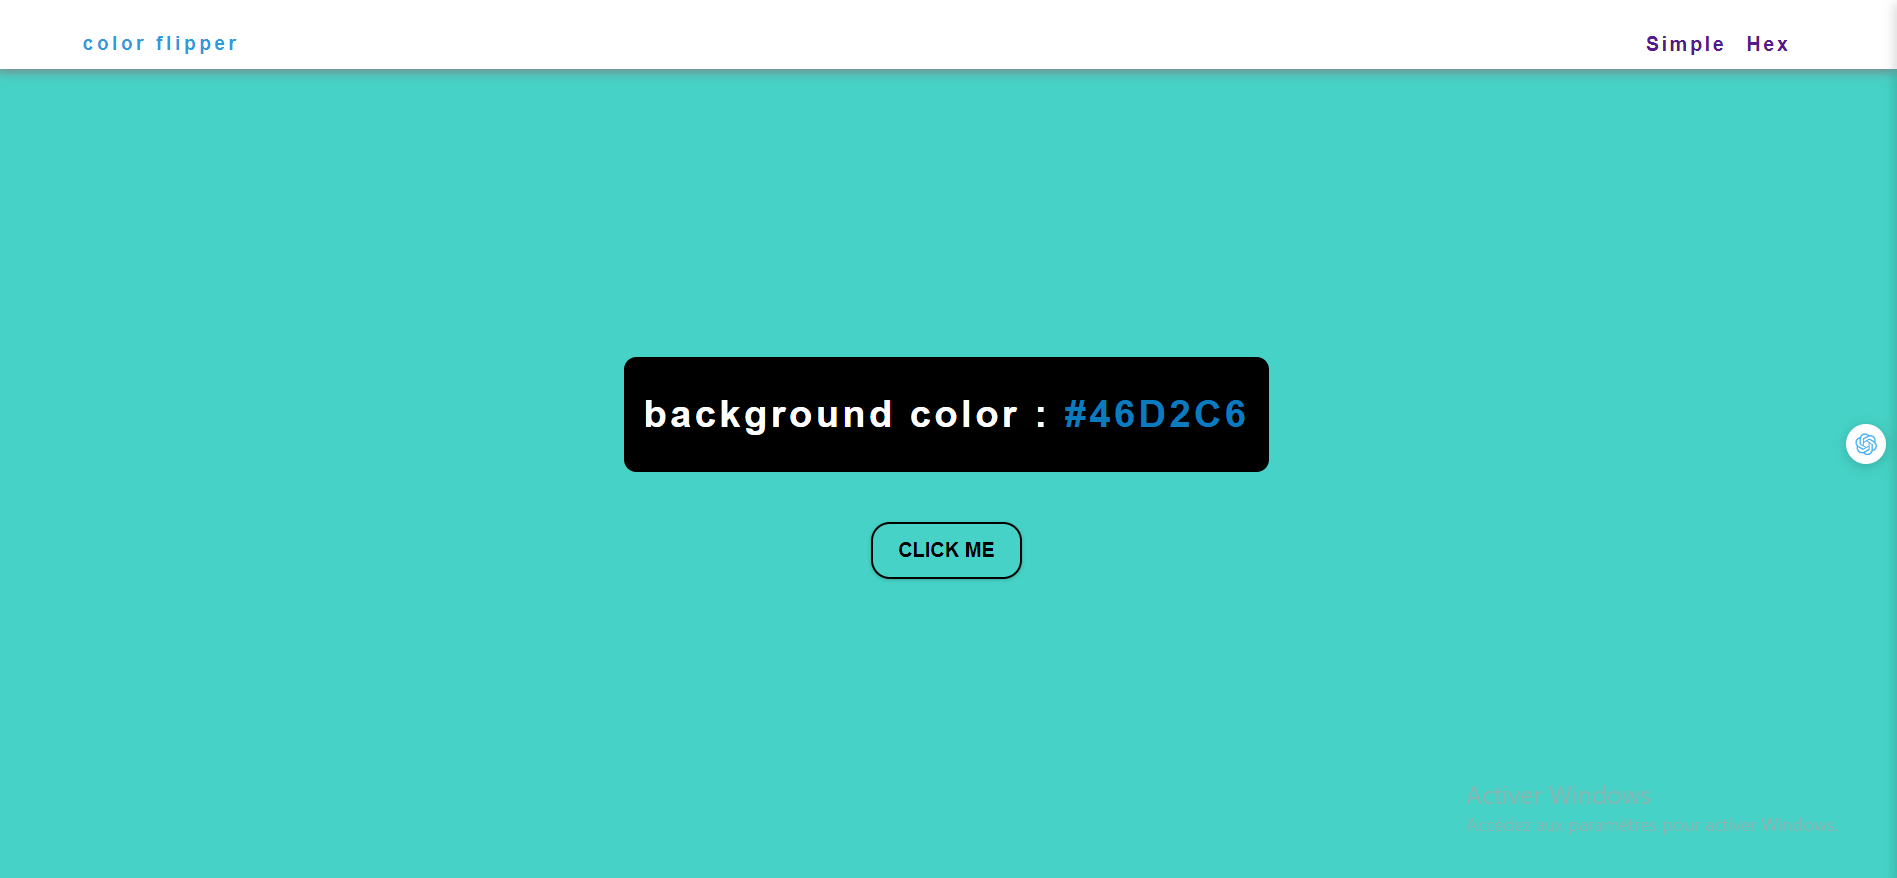 color flipper
Simple Hex
background color : #46D2C6
CLICK ME
Activer Windows
Accédez aux paramètres pour activer Windows.